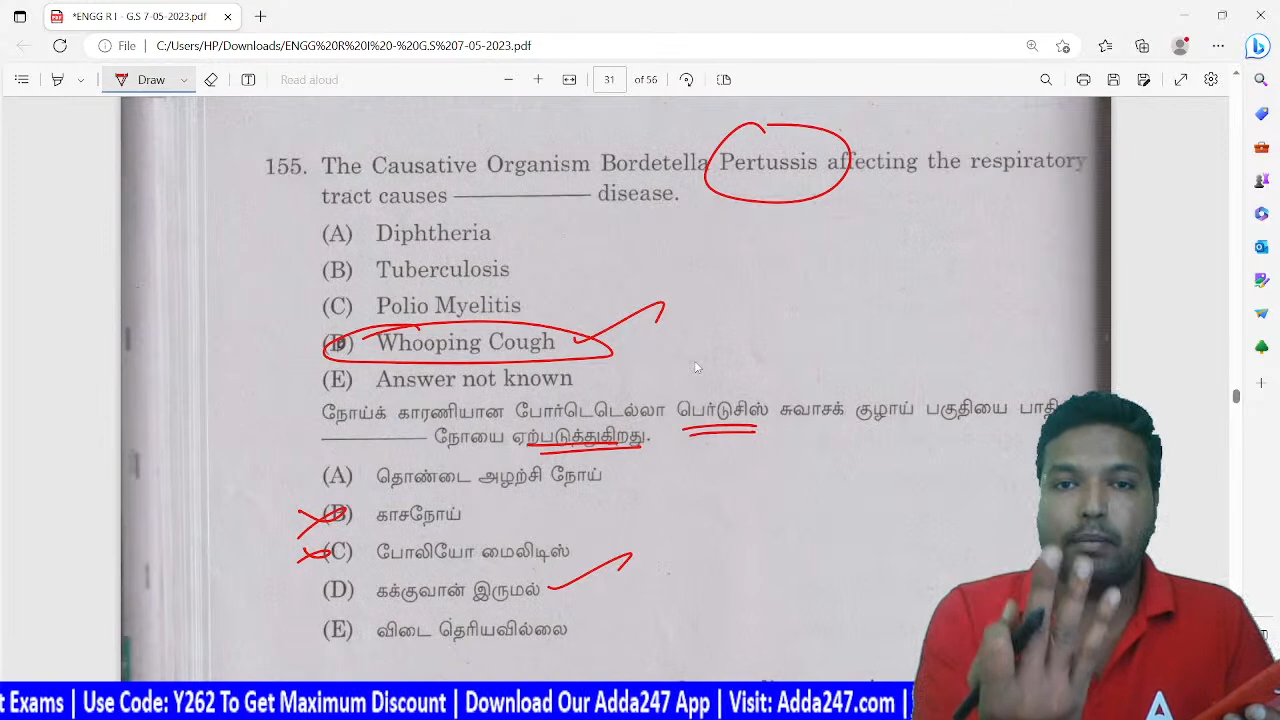 *ENGG R I - G.S 7-05-2023.pdf
File C:/Users/HP/Downloads/ENGG%20R%20I%20-%20G.S%207-05-2023.pdf
Draw Read aloud 31 of 56
155. The Causative Organism Bordetella Pertussis affecting the respiratory
tract causes ———— disease.
(A) Diphtheria
(B) Tuberculosis
(C) Polio Myelitis
(D) Whooping Cough
(E) Answer not known
நோய்க் காரணியான போர்டெடெல்லா பெர்டுசிஸ் சுவாசக் குழாய் பகுதியை
———— நோயை ஏற்படுத்துகிறது.
(A) தொண்டை அழற்சி நோய்
(B) காசநோய்
(C) போலியோ மைலிடிஸ்
(D) கக்குவான் இருமல்
(E) விடை தெரியவில்லை
t Exams | Use Code: Y262 To Get Maximum Discount | Download Our Adda247 App | Visit: Adda247.com |